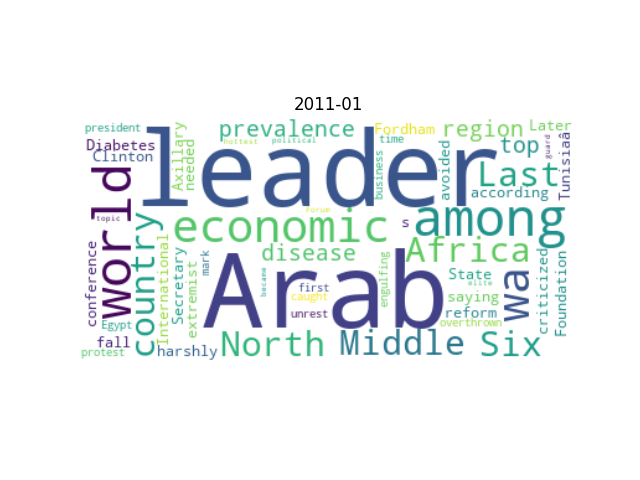 2011-01
president
Diabetes
Clinton
Axillary
needed
prevalence
hottest
political
Fordham
time
region
Later
leader
business
avoided
top
guard
Tunisiaâ
Last
according
world
topic
country
economic
Forum
s
among
Africa
disease
conference
International
Secretary
extremist
mark
Arab
became
first
caught
unrest
engulfing
State
elite
saying
reform
overthrown
wa
criticized
Foundation
Egypt
fall
protest
harshly
North
Middle
Six